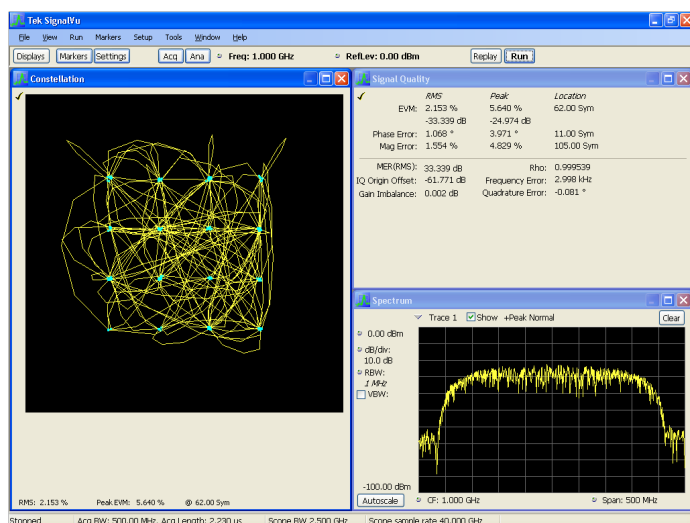 Tek SignalVu
File View Run Markers Setup Tools Window Help
Displays Markers Settings Acq Ana Freq: 1.000 GHz RefLev: 0.00 dBm Replay Run
Constellation
RMS: 2.153 % Peak EVM: 5.640 % @ 62.00 Sym
Signal Quality
RMS Peak Location
EVM: 2.153 % 5.640 % 62.00 Sym
-33.339 dB -24.974 dB
Phase Error: 1.068 ° 3.971 ° 11.00 Sym
Mag Error: 1.554 % 4.829 % 105.00 Sym
MER(RMS): 33.339 dB Rho: 0.999539
IQ Origin Offset: -61.771 dB Frequency Error: 2.998 kHz
Gain Imbalance: 0.002 dB Quadrature Error: -0.081 °
Spectrum
Trace 1 Show +Peak Normal Clear
0.00 dBm
dB/div:
10.0 dB
RBW:
1 MHz
VBW:
-100.00 dBm
Autoscale CF: 1.000 GHz Span: 500 MHz
Stopped Acq BW: 500.00 MHz, Acq Length: 2.230 us Scope BW 2.500 GHz Scope sample rate 40.000 GHz